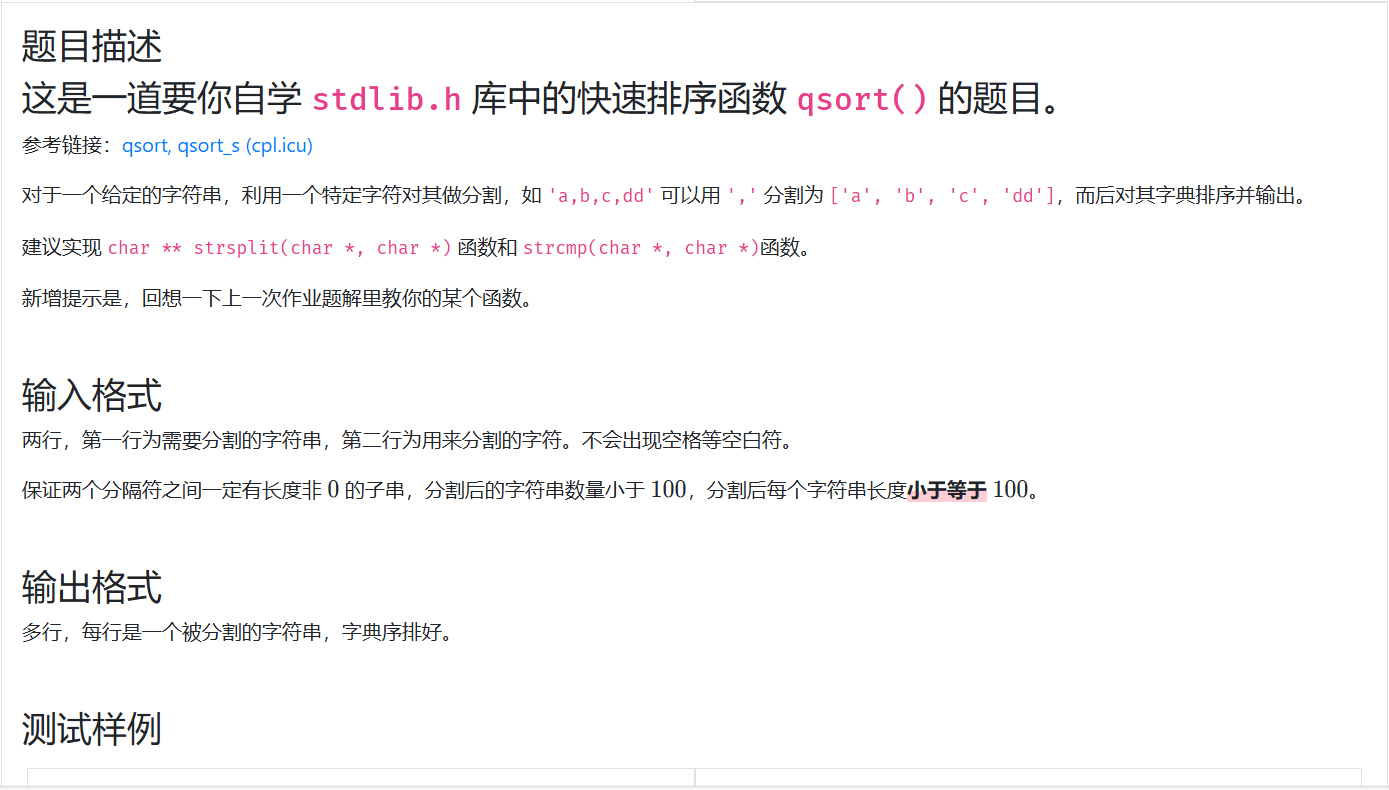 题目描述
这是一道要你自学 stdlib.h 库中的快速排序函数 qsort() 的题目。
参考链接：qsort, qsort_s (cpl.icu)
对于一个给定的字符串，利用一个特定字符对其做分割，如 'a,b,c,dd' 可以用 ',' 分割为 ['a', 'b', 'c', 'dd']，而后对其字典排序并输出。
建议实现 char ** strsplit(char *, char *) 函数和 strcmp(char *, char *)函数。
新增提示是，回想一下上一次作业题解里教你的某个函数。
输入格式
两行，第一行为需要分割的字符串，第二行为用来分割的字符。不会出现空格等空白符。
保证两个分隔符之间一定有长度非 0 的子串，分割后的字符串数量小于 100，分割后每个字符串长度小于等于 100。
输出格式
多行，每行是一个被分割的字符串，字典序排好。
测试样例